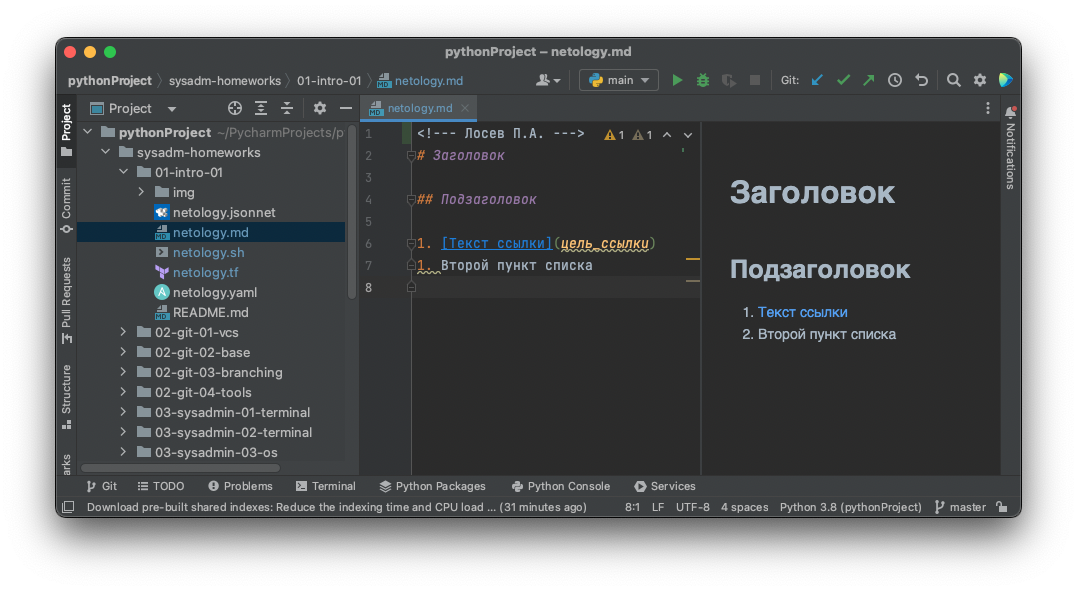 pythonProject – netology.md
pythonProject sysadm-homeworks 01-intro-01 netology.md main Git:
Project
netology.md
pythonProject ~/PycharmProjects/p
sysadm-homeworks
01-intro-01
img
netology.jsonnet
netology.md
netology.sh
netology.tf
netology.yaml
README.md
02-git-01-vcs
02-git-02-base
02-git-03-branching
02-git-04-tools
03-sysadmin-01-terminal
03-sysadmin-02-terminal
03-sysadmin-03-os
Project
Commit
Pull Requests
Structure
arks
1 <!--- Лосев П.А. ---> 1 1
2 # Заголовок
3
4 ## Подзаголовок
5
6 1. [Текст ссылки](цель_ссылки)
7 1. Второй пункт списка
8
Заголовок
Подзаголовок
1. Текст ссылки
2. Второй пункт списка
Notifications
Git TODO Problems Terminal Python Packages Python Console Services
Download pre-built shared indexes: Reduce the indexing time and CPU load ... (31 minutes ago) 8:1 LF UTF-8 4 spaces Python 3.8 (pythonProject) master